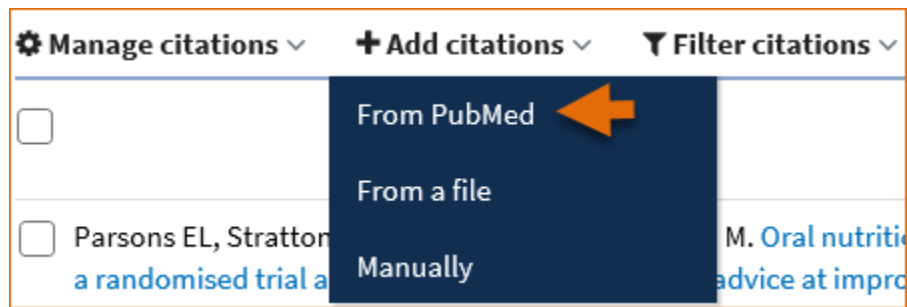 Manage citations + Add citations Filter citations
From PubMed
From a file
Parsons EL, Stratton M. Oral nutriti
a randomised trial a Manually advice at impro